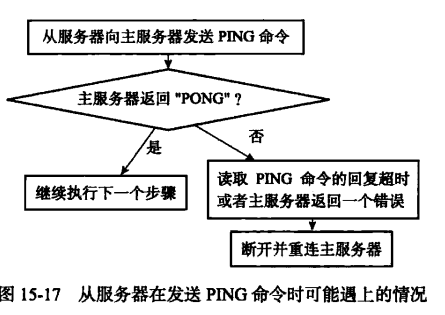 从服务器向主服务器发送 PING 命令
主服务器返回 "PONG"？
是
否
继续执行下一个步骤
读取 PING 命令的回复超时
或者主服务器返回一个错误
断开并重连主服务器
图 15-17 从服务器在发送 PING 命令时可能遇上的情况